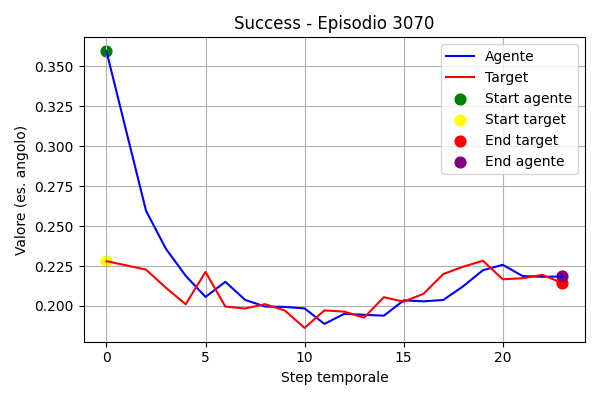 Success - Episodio 3070
Agente
Target
Start agente
Start target
End target
End agente
Valore (es. angolo)
0.350
0.325
0.300
0.275
0.250
0.225
0.200
0
5
10
15
20
Step temporale